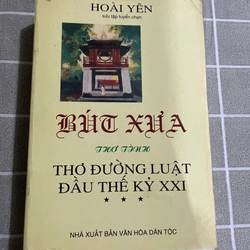 HOÀI YÊN
sưu tập tuyển chọn
BÚT XƯA
THƠ TÌNH
THƠ ĐƯỜNG LUẬT
ĐẦU THẾ KỶ XXI
★ ★ ★
NHÀ XUẤT BẢN VĂN HÓA DÂN TỘC